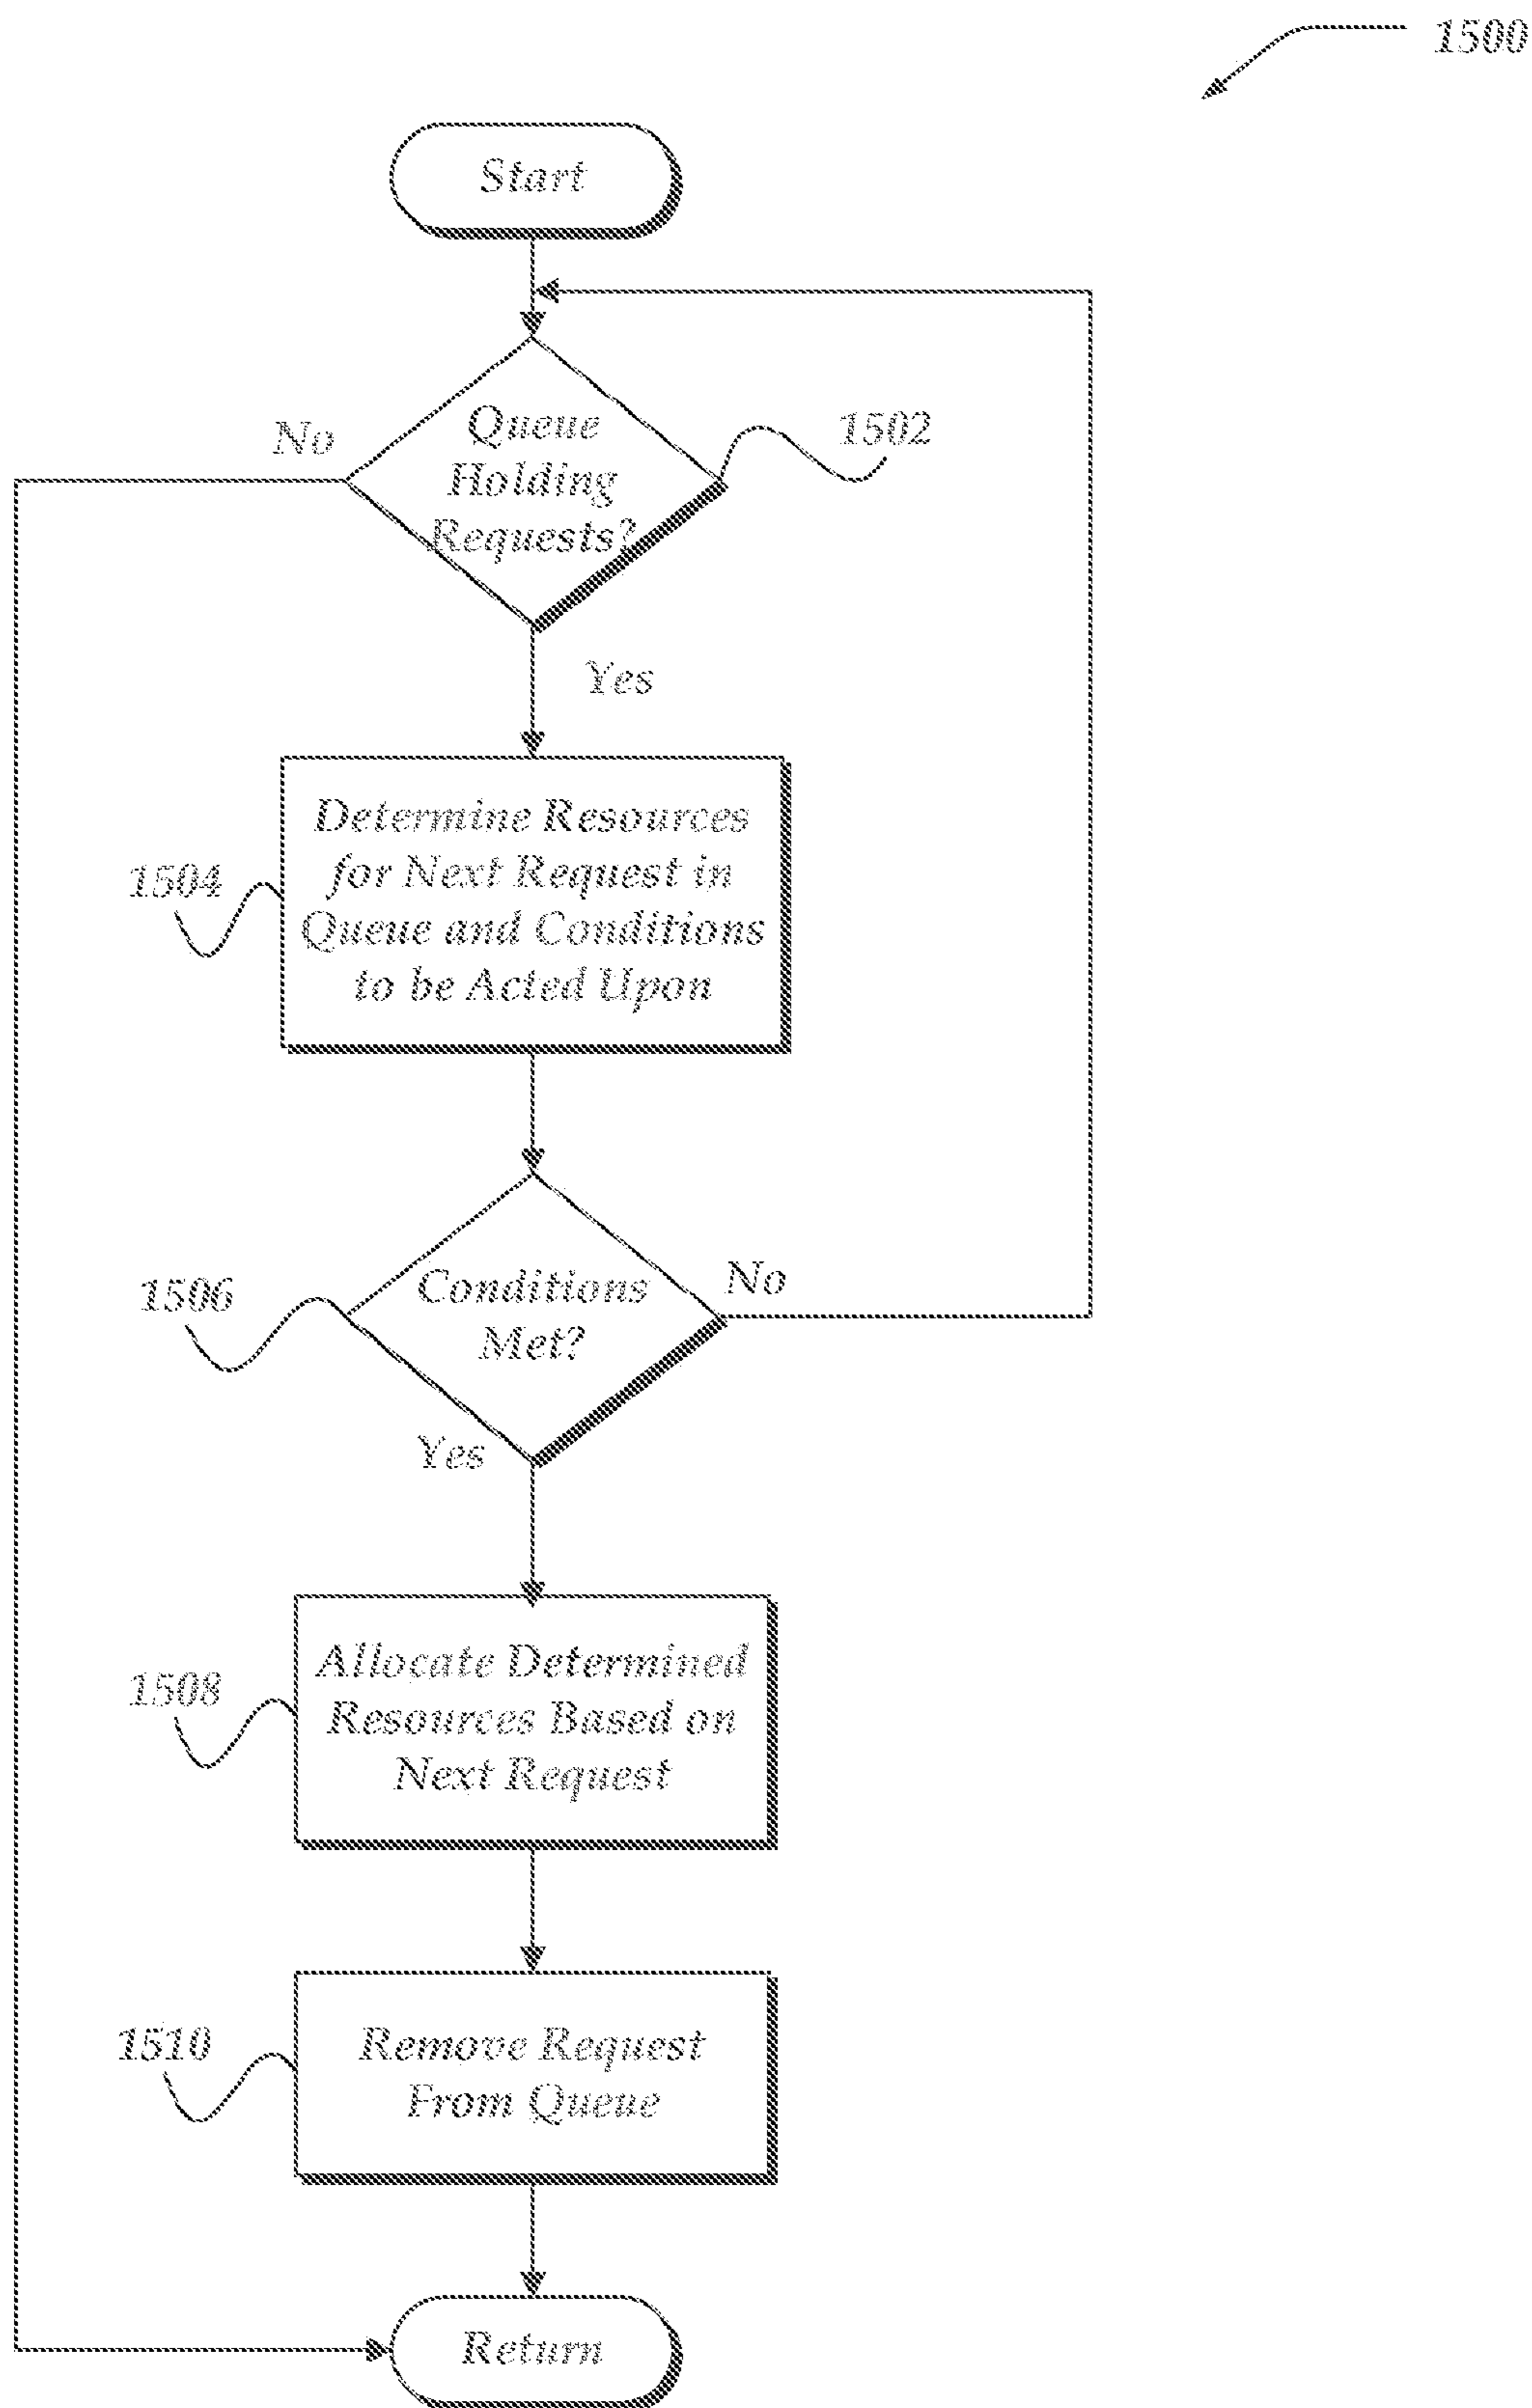 1500
Start
No
Queue
Holding
Requests?
1502
Yes
Determine Resources
for Next Request in
Queue and Conditions
to be Acted Upon
1504
Conditions
Met?
No
1506
Yes
Allocate Determined
Resources Based on
Next Request
1508
Remove Request
From Queue
1510
Return